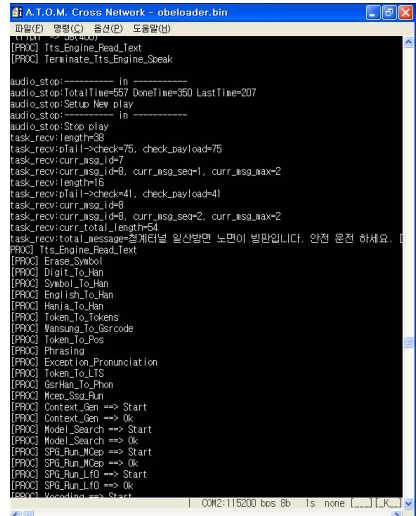 A.T.O.M. Cross Network - obeloader.bin
파일(F) 명령(C) 옵션(P) 도움말(H)
[PROC] Tts_Engine_Read_Text
[PROC] Terminate_Tts_Engine_Speak
audio_stop:---------- in -----------
audio_stop:TotalTime=557 DoneTime=350 LastTime=207
audio_stop:Setup New play
audio_stop:---------- in -----------
audio_stop:Stop play
task_recv:length=38
task_recv:pTail->check=75, check_payload=75
task_recv:curr_msg_id=7
task_recv:curr_msg_id=8, curr_msg_seq=1, curr_msg_max=2
task_recv:length=16
task_recv:pTail->check=41, check_payload=41
task_recv:curr_msg_id=8
task_recv:curr_msg_id=8, curr_msg_seq=2, curr_msg_max=2
task_recv:curr_total_length=54
task_recv:total_message=청계터널 일산방면 노면이 빙판입니다. 안전 운전 하세요. [
PROC] Tts_Engine_Read_Text
[PROC] Erase_Symbol
[PROC] Digit_To_Han
[PROC] Symbol_To_Han
[PROC] English_To_Han
[PROC] Hanja_To_Han
[PROC] Token_To_Tokens
[PROC] Wansung_To_Gsrcode
[PROC] Token_To_Pos
[PROC] Phrasing
[PROC] Exception_Pronunciation
[PROC] Token_To_LTS
[PROC] GsrHan_To_Phon
[PROC] Mcep_Ssg_Run
[PROC] Context_Gen ==> Start
[PROC] Context_Gen ==> Ok
[PROC] Model_Search ==> Start
[PROC] Model_Search ==> Ok
[PROC] SPG_Run_MCep ==> Start
[PROC] SPG_Run_MCep ==> Ok
[PROC] SPG_Run_Lf0 ==> Start
[PROC] SPG_Run_Lf0 ==> Ok
[PROC] Vocoding ==> Start
COM2:115200 bps 8b 1s none [___][_K_]